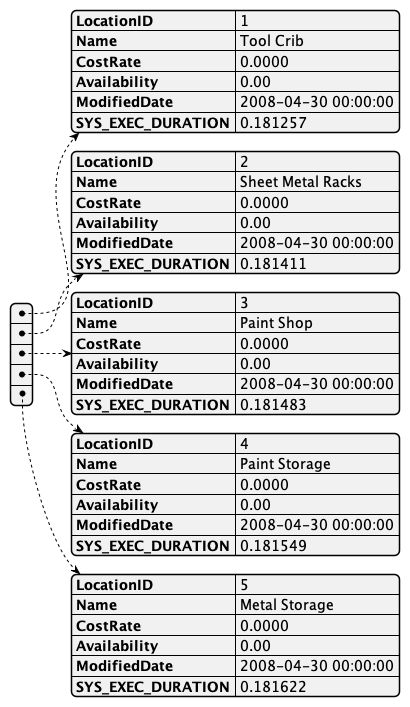 LocationID 1
Name Tool Crib
CostRate 0.0000
Availability 0.00
ModifiedDate 2008-04-30 00:00:00
SYS_EXEC_DURATION 0.181257
LocationID 2
Name Sheet Metal Racks
CostRate 0.0000
Availability 0.00
ModifiedDate 2008-04-30 00:00:00
SYS_EXEC_DURATION 0.181411
LocationID 3
Name Paint Shop
CostRate 0.0000
Availability 0.00
ModifiedDate 2008-04-30 00:00:00
SYS_EXEC_DURATION 0.181483
LocationID 4
Name Paint Storage
CostRate 0.0000
Availability 0.00
ModifiedDate 2008-04-30 00:00:00
SYS_EXEC_DURATION 0.181549
LocationID 5
Name Metal Storage
CostRate 0.0000
Availability 0.00
ModifiedDate 2008-04-30 00:00:00
SYS_EXEC_DURATION 0.181622